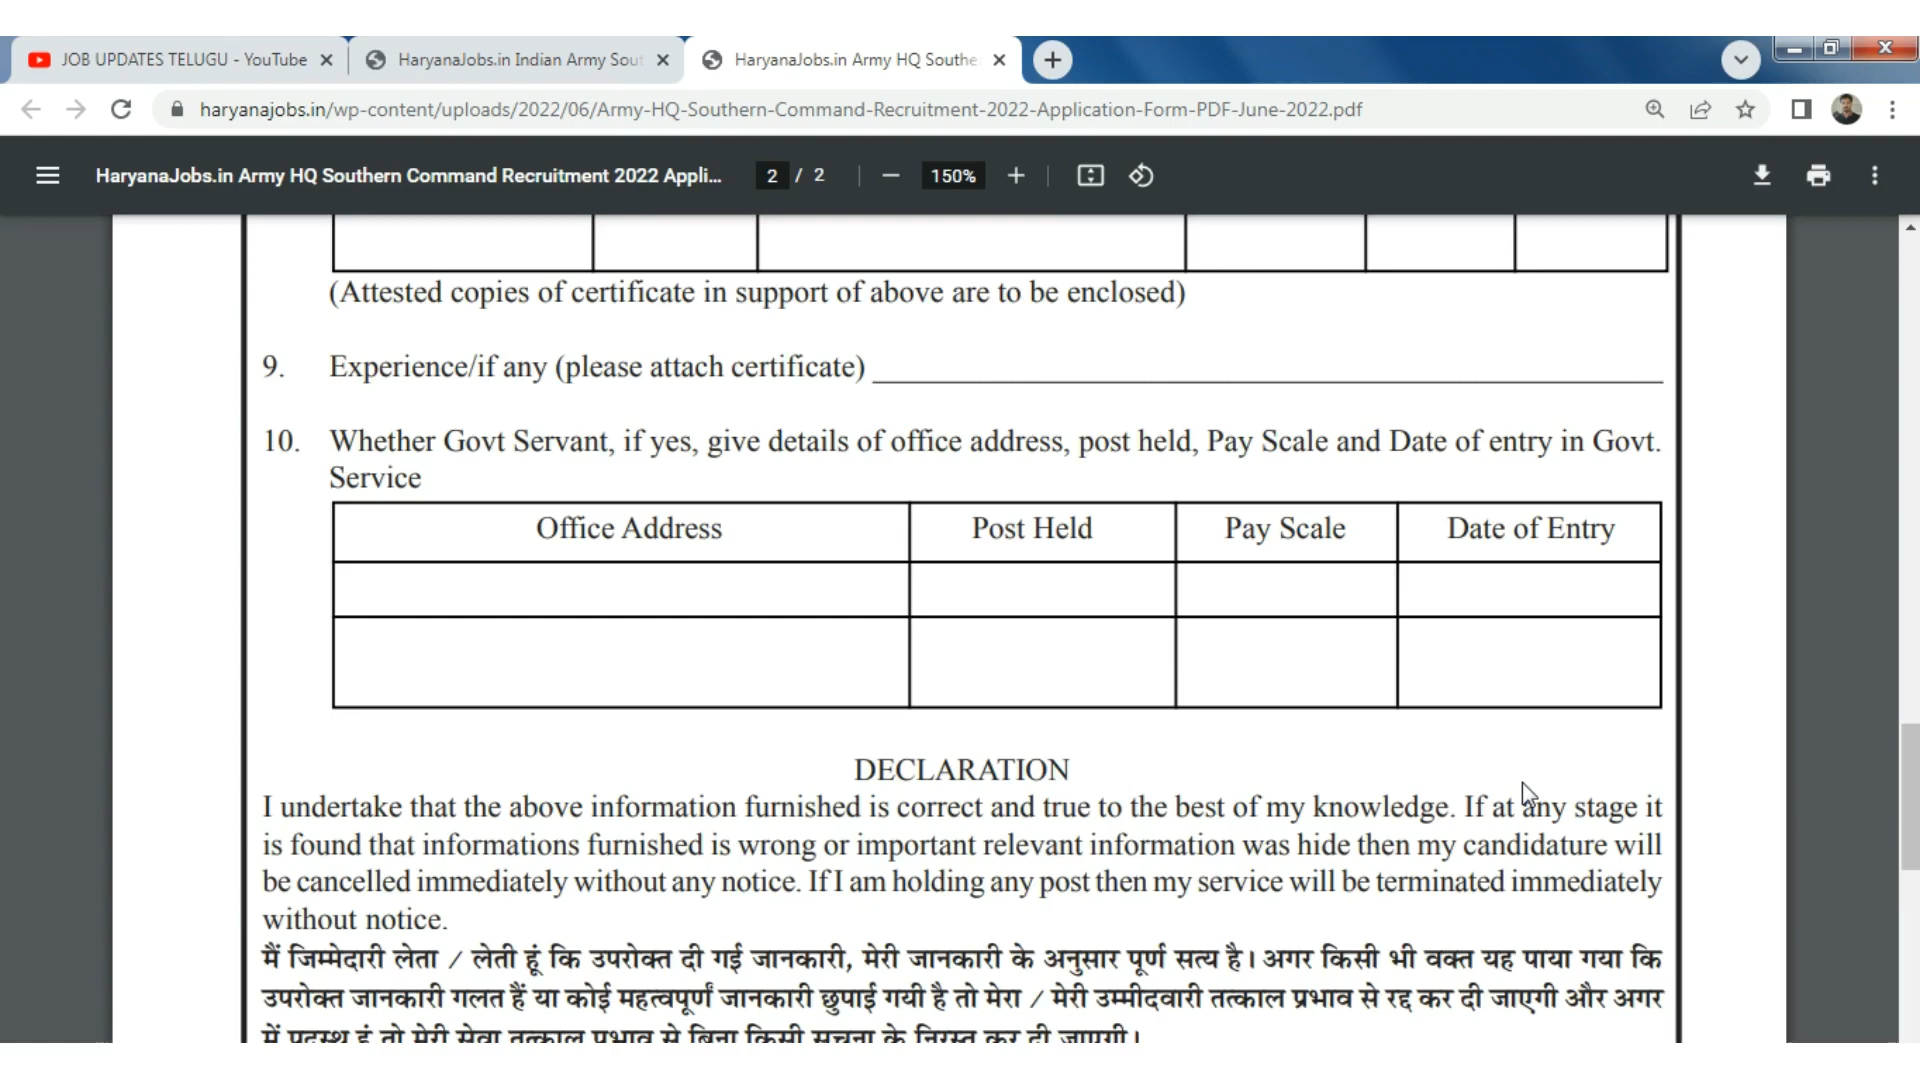 JOB UPDATES TELUGU - YouTube
HaryanaJobs.in Indian Army Sout
HaryanaJobs.in Army HQ Southe
haryanajobs.in/wp-content/uploads/2022/06/Army-HQ-Southern-Command-Recruitment-2022-Application-Form-PDF-June-2022.pdf
HaryanaJobs.in Army HQ Southern Command Recruitment 2022 Appli... 2 / 2 150%
(Attested copies of certificate in support of above are to be enclosed)
9. Experience/if any (please attach certificate)
10. Whether Govt Servant, if yes, give details of office address, post held, Pay Scale and Date of entry in Govt.
Service
Office Address Post Held Pay Scale Date of Entry
DECLARATION
I undertake that the above information furnished is correct and true to the best of my knowledge. If at any stage it
is found that informations furnished is wrong or important relevant information was hide then my candidature will
be cancelled immediately without any notice. If I am holding any post then my service will be terminated immediately
without notice.
मैं जिम्मेदारी लेता / लेती हूं कि उपरोक्त दी गई जानकारी, मेरी जानकारी के अनुसार पूर्ण सत्य है। अगर किसी भी वक्त यह पाया गया कि
उपरोक्त जानकारी गलत हैं या कोई महत्वपूर्ण जानकारी छुपाई गयी है तो मेरा / मेरी उम्मीदवारी तत्काल प्रभाव से रद्द कर दी जाएगी और अगर
में पदस्थ हूं तो मेरी सेवा तत्काल प्रभाव से बिना किसी सूचना के निरस्त कर दी जाएगी।